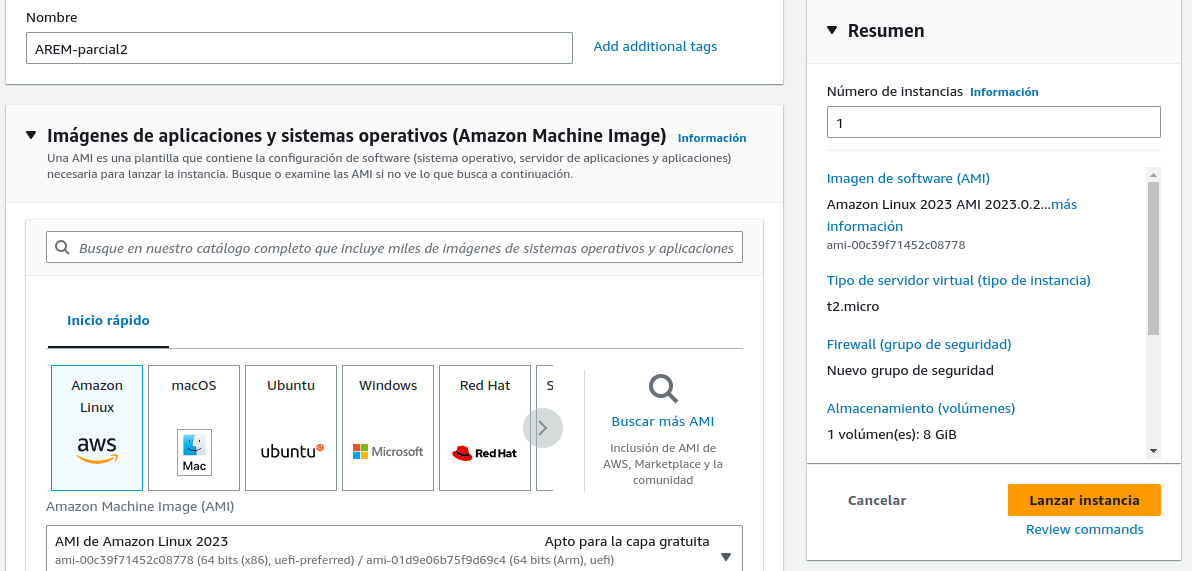 Nombre
AREM-parcial2
Add additional tags
Imágenes de aplicaciones y sistemas operativos (Amazon Machine Image) Información
Una AMI es una plantilla que contiene la configuración de software (sistema operativo, servidor de aplicaciones y aplicaciones)
necesaria para lanzar la instancia. Busque o examine las AMI si no ve lo que busca a continuación.
Busque en nuestro catálogo completo que incluye miles de imágenes de sistemas operativos y aplicaciones
Inicio rápido
Amazon
Linux
aws
macOS
Mac
Ubuntu
ubuntu
Windows
Microsoft
Red Hat
Red Hat
S
Buscar más AMI
Inclusión de AMI de
AWS, Marketplace y la
comunidad
Amazon Machine Image (AMI)
AMI de Amazon Linux 2023
Apto para la capa gratuita
ami-00c39f71452c08778 (64 bits (x86), uefi-preferred) / ami-01d9e06b75f9d69c4 (64 bits (Arm), uefi)
Resumen
Número de instancias Información
1
Imagen de software (AMI)
Amazon Linux 2023 AMI 2023.0.2...más
información
ami-00c39f71452c08778
Tipo de servidor virtual (tipo de instancia)
t2.micro
Firewall (grupo de seguridad)
Nuevo grupo de seguridad
Almacenamiento (volúmenes)
1 volúmen(es): 8 GiB
Cancelar
Lanzar instancia
Review commands